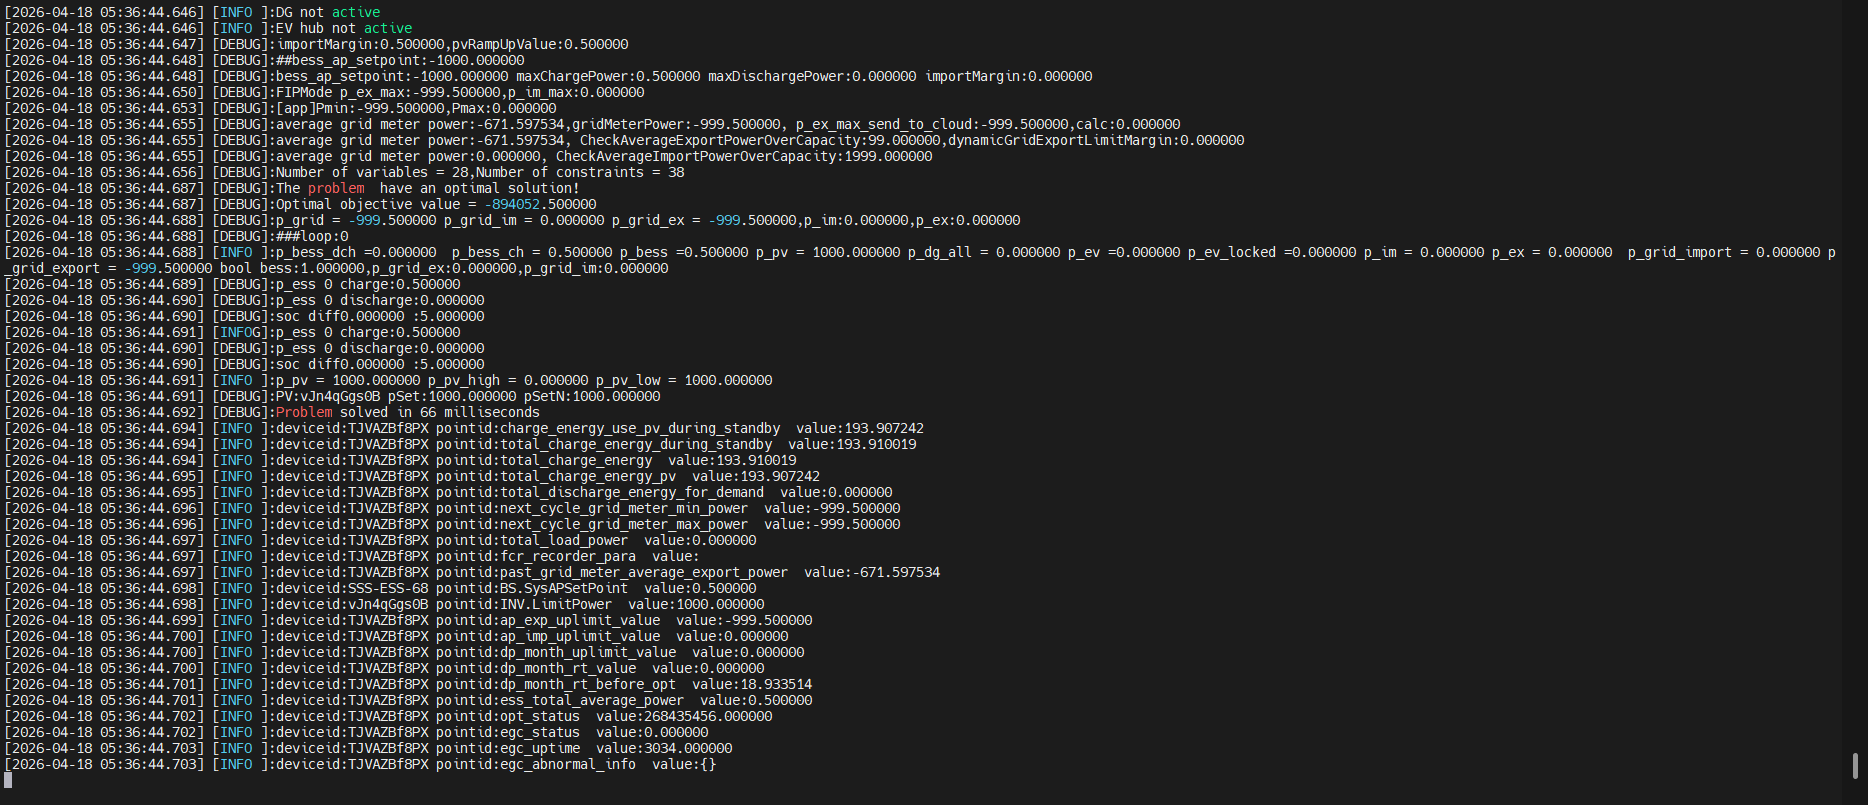 [2026-04-18 05:36:44.646] [INFO ]:DG not active
[2026-04-18 05:36:44.646] [INFO ]:EV hub not active
[2026-04-18 05:36:44.647] [DEBUG]:importMargin:0.500000,pvRampUpValue:0.500000
[2026-04-18 05:36:44.648] [DEBUG]:##bess_ap_setpoint:-1000.000000
[2026-04-18 05:36:44.648] [DEBUG]:bess_ap_setpoint:-1000.000000 maxChargePower:0.500000 maxDischargePower:0.000000 importMargin:0.000000
[2026-04-18 05:36:44.650] [DEBUG]:FIPMode p_ex_max:-999.500000,p_im_max:0.000000
[2026-04-18 05:36:44.653] [DEBUG]:[app]Pmin:-999.500000,Pmax:0.000000
[2026-04-18 05:36:44.655] [DEBUG]:average grid meter power:-671.597534,gridMeterPower:-999.500000, p_ex_max_send_to_cloud:-999.500000,calc:0.000000
[2026-04-18 05:36:44.655] [DEBUG]:average grid meter power:-671.597534, CheckAverageExportPowerOverCapacity:99.000000,dynamicGridExportLimitMargin:0.000000
[2026-04-18 05:36:44.655] [DEBUG]:average grid meter power:0.000000, CheckAverageImportPowerOverCapacity:1999.000000
[2026-04-18 05:36:44.656] [DEBUG]:Number of variables = 28,Number of constraints = 38
[2026-04-18 05:36:44.687] [DEBUG]:The problem  have an optimal solution!
[2026-04-18 05:36:44.687] [DEBUG]:Optimal objective value = -894052.500000
[2026-04-18 05:36:44.688] [DEBUG]:p_grid = -999.500000 p_grid_im = 0.000000 p_grid_ex = -999.500000,p_im:0.000000,p_ex:0.000000
[2026-04-18 05:36:44.688] [DEBUG]:###loop:0
[2026-04-18 05:36:44.688] [INFO ]:p_bess_dch =0.000000  p_bess_ch = 0.500000 p_bess =0.500000 p_pv = 1000.000000 p_dg_all = 0.000000 p_ev =0.000000 p_ev_locked =0.000000 p_im = 0.000000 p_ex = 0.000000  p_grid_import = 0.000000 p
_grid_export = -999.500000 bool bess:1.000000,p_grid_ex:0.000000,p_grid_im:0.000000
[2026-04-18 05:36:44.689] [DEBUG]:p_ess 0 charge:0.500000
[2026-04-18 05:36:44.690] [DEBUG]:p_ess 0 discharge:0.000000
[2026-04-18 05:36:44.690] [DEBUG]:soc diff0.000000 :5.000000
[2026-04-18 05:36:44.691] [INFOG]:p_ess 0 charge:0.500000
[2026-04-18 05:36:44.690] [DEBUG]:p_ess 0 discharge:0.000000
[2026-04-18 05:36:44.690] [DEBUG]:soc diff0.000000 :5.000000
[2026-04-18 05:36:44.691] [INFO ]:p_pv = 1000.000000 p_pv_high = 0.000000 p_pv_low = 1000.000000
[2026-04-18 05:36:44.691] [DEBUG]:PV:vJn4qGgs0B pSet:1000.000000 pSetN:1000.000000
[2026-04-18 05:36:44.692] [DEBUG]:Problem solved in 66 milliseconds
[2026-04-18 05:36:44.694] [INFO ]:deviceid:TJVAZBf8PX pointid:charge_energy_use_pv_during_standby  value:193.907242
[2026-04-18 05:36:44.694] [INFO ]:deviceid:TJVAZBf8PX pointid:total_charge_energy_during_standby  value:193.910019
[2026-04-18 05:36:44.694] [INFO ]:deviceid:TJVAZBf8PX pointid:total_charge_energy  value:193.910019
[2026-04-18 05:36:44.695] [INFO ]:deviceid:TJVAZBf8PX pointid:total_charge_energy_pv  value:193.907242
[2026-04-18 05:36:44.695] [INFO ]:deviceid:TJVAZBf8PX pointid:total_discharge_energy_for_demand  value:0.000000
[2026-04-18 05:36:44.696] [INFO ]:deviceid:TJVAZBf8PX pointid:next_cycle_grid_meter_min_power  value:-999.500000
[2026-04-18 05:36:44.696] [INFO ]:deviceid:TJVAZBf8PX pointid:next_cycle_grid_meter_max_power  value:-999.500000
[2026-04-18 05:36:44.697] [INFO ]:deviceid:TJVAZBf8PX pointid:total_load_power  value:0.000000
[2026-04-18 05:36:44.697] [INFO ]:deviceid:TJVAZBf8PX pointid:fcr_recorder_para  value:
[2026-04-18 05:36:44.697] [INFO ]:deviceid:TJVAZBf8PX pointid:past_grid_meter_average_export_power  value:-671.597534
[2026-04-18 05:36:44.698] [INFO ]:deviceid:SSS-ESS-68 pointid:BS.SysAPSetPoint  value:0.500000
[2026-04-18 05:36:44.698] [INFO ]:deviceid:vJn4qGgs0B pointid:INV.LimitPower  value:1000.000000
[2026-04-18 05:36:44.699] [INFO ]:deviceid:TJVAZBf8PX pointid:ap_exp_uplimit_value  value:-999.500000
[2026-04-18 05:36:44.700] [INFO ]:deviceid:TJVAZBf8PX pointid:ap_imp_uplimit_value  value:0.000000
[2026-04-18 05:36:44.700] [INFO ]:deviceid:TJVAZBf8PX pointid:dp_month_uplimit_value  value:0.000000
[2026-04-18 05:36:44.700] [INFO ]:deviceid:TJVAZBf8PX pointid:dp_month_rt_value  value:0.000000
[2026-04-18 05:36:44.701] [INFO ]:deviceid:TJVAZBf8PX pointid:dp_month_rt_before_opt  value:18.933514
[2026-04-18 05:36:44.701] [INFO ]:deviceid:TJVAZBf8PX pointid:ess_total_average_power  value:0.500000
[2026-04-18 05:36:44.702] [INFO ]:deviceid:TJVAZBf8PX pointid:opt_status  value:268435456.000000
[2026-04-18 05:36:44.702] [INFO ]:deviceid:TJVAZBf8PX pointid:egc_status  value:0.000000
[2026-04-18 05:36:44.703] [INFO ]:deviceid:TJVAZBf8PX pointid:egc_uptime  value:3034.000000
[2026-04-18 05:36:44.703] [INFO ]:deviceid:TJVAZBf8PX pointid:egc_abnormal_info  value:{}